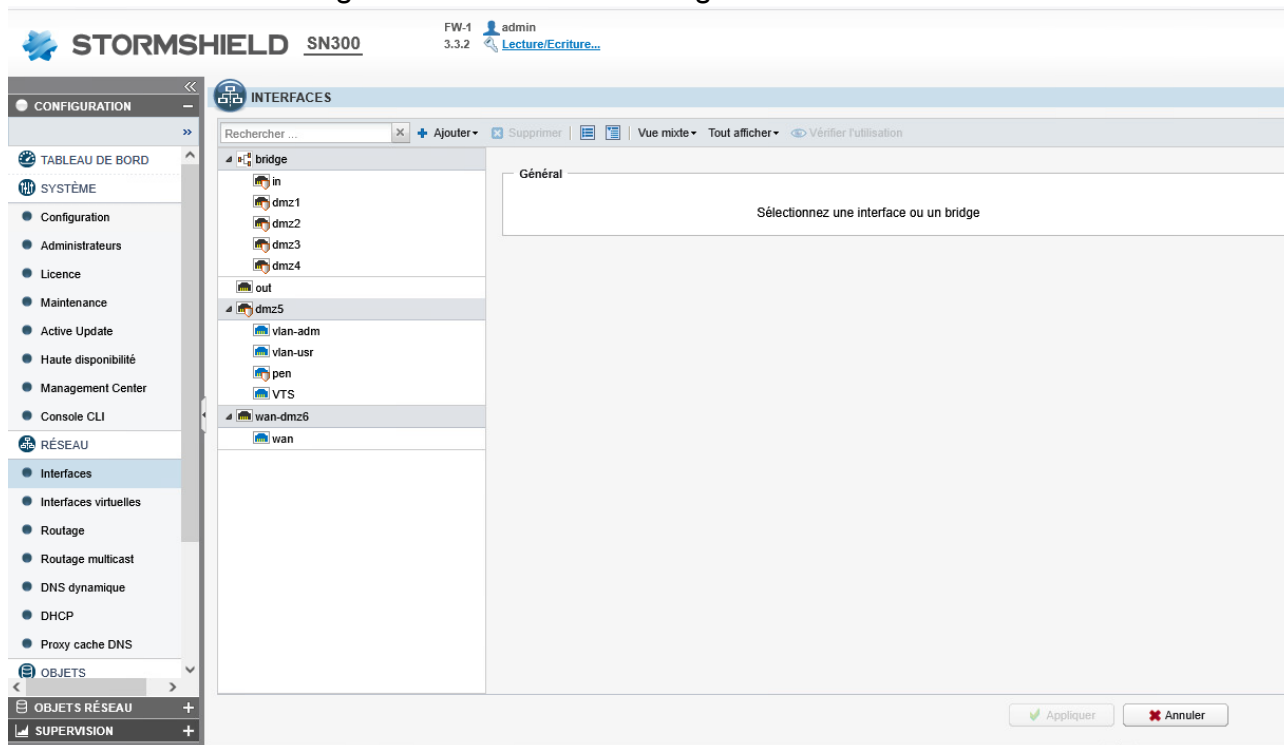 STORMSHIELD SN300
FW-1 admin
3.3.2 Lecture/Ecriture...
CONFIGURATION
INTERFACES
Rechercher ... Ajouter Supprimer Vue mixte Tout afficher Vérifier l'utilisation
TABLEAU DE BORD
SYSTÈME
Configuration
Administrateurs
Licence
Maintenance
Active Update
Haute disponibilité
Management Center
Console CLI
RÉSEAU
Interfaces
Interfaces virtuelles
Routage
Routage multicast
DNS dynamique
DHCP
Proxy cache DNS
OBJETS
OBJETS RÉSEAU
SUPERVISION
bridge
in
dmz1
dmz2
dmz3
dmz4
out
dmz5
vlan-adm
vlan-usr
pen
VTS
wan-dmz6
wan
Général
Sélectionnez une interface ou un bridge
Appliquer Annuler